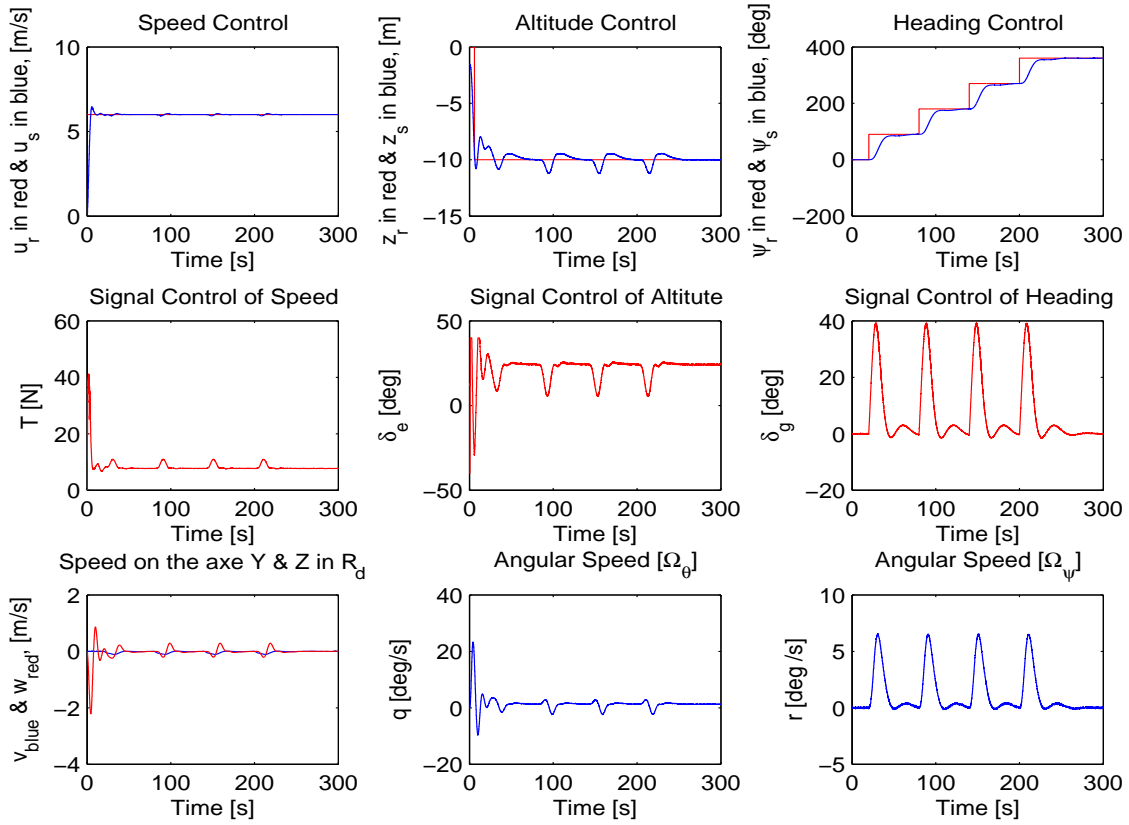 Speed Control
u_r in red & u_s in blue, [m/s]
10
5
0
0 100 200 300
Time [s]
Altitude Control
z_r in red & z_s in blue, [m]
0
−5
−10
−15
0 100 200 300
Time [s]
Heading Control
ψ_r in red & ψ_s in blue, [deg]
400
200
0
−200
0 100 200 300
Time [s]
Signal Control of Speed
T [N]
60
40
20
0
0 100 200 300
Time [s]
Signal Control of Altitute
δ_e [deg]
50
0
−50
0 100 200 300
Time [s]
Signal Control of Heading
δ_g [deg]
40
20
0
−20
0 100 200 300
Time [s]
Speed on the axe Y & Z in R_d
v_blue & w_red, [m/s]
2
0
−2
−4
0 100 200 300
Time [s]
Angular Speed [Ω_θ]
q [deg/s]
40
20
0
−20
0 100 200 300
Time [s]
Angular Speed [Ω_ψ]
r [deg /s]
10
5
0
−5
0 100 200 300
Time [s]